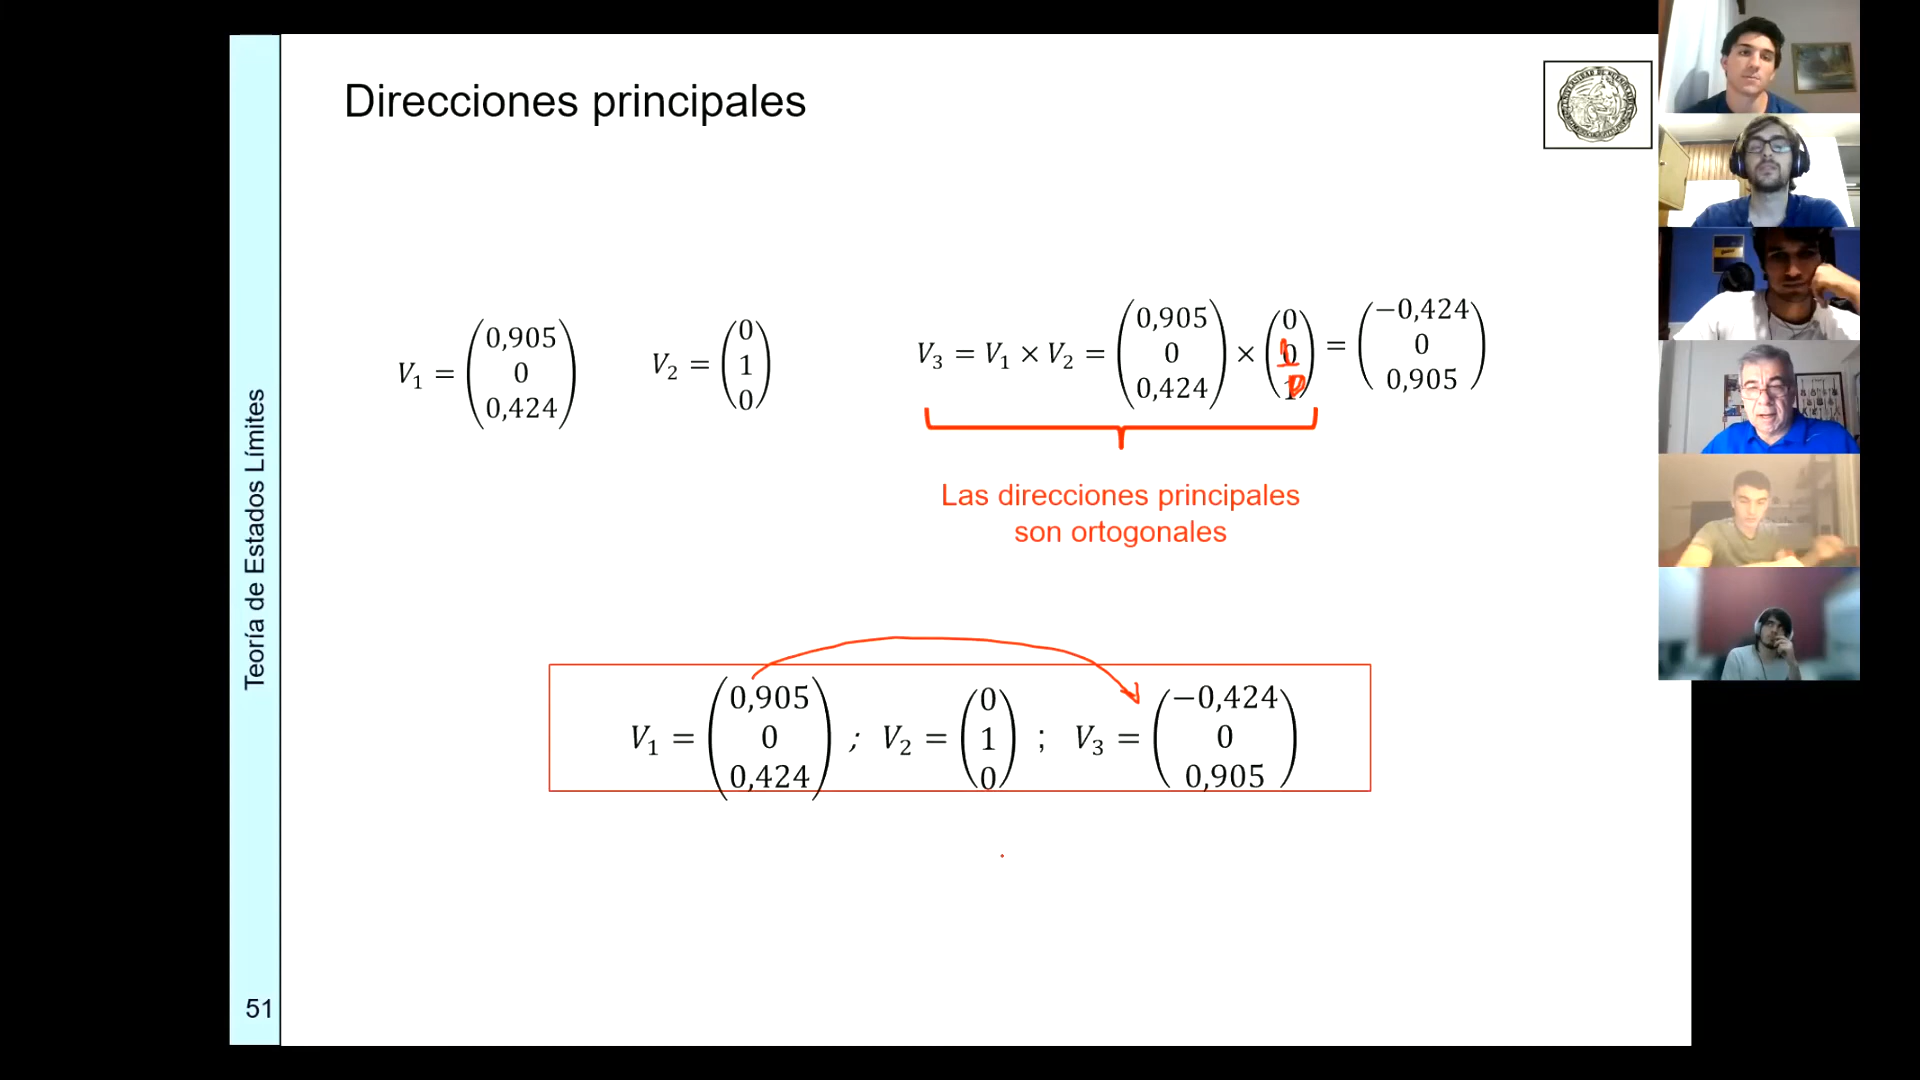 Direcciones principales
Teoría de Estados Límites
V₁ = (0,905 0 0,424)
V₂ = (0 1 0)
V₃ = V₁ × V₂ = (0,905 0 0,424) × (0 0 1) = (−0,424 0 0,905)
1
0
Las direcciones principales
son ortogonales
V₁ = (0,905 0 0,424) ; V₂ = (0 1 0) ; V₃ = (−0,424 0 0,905)
51